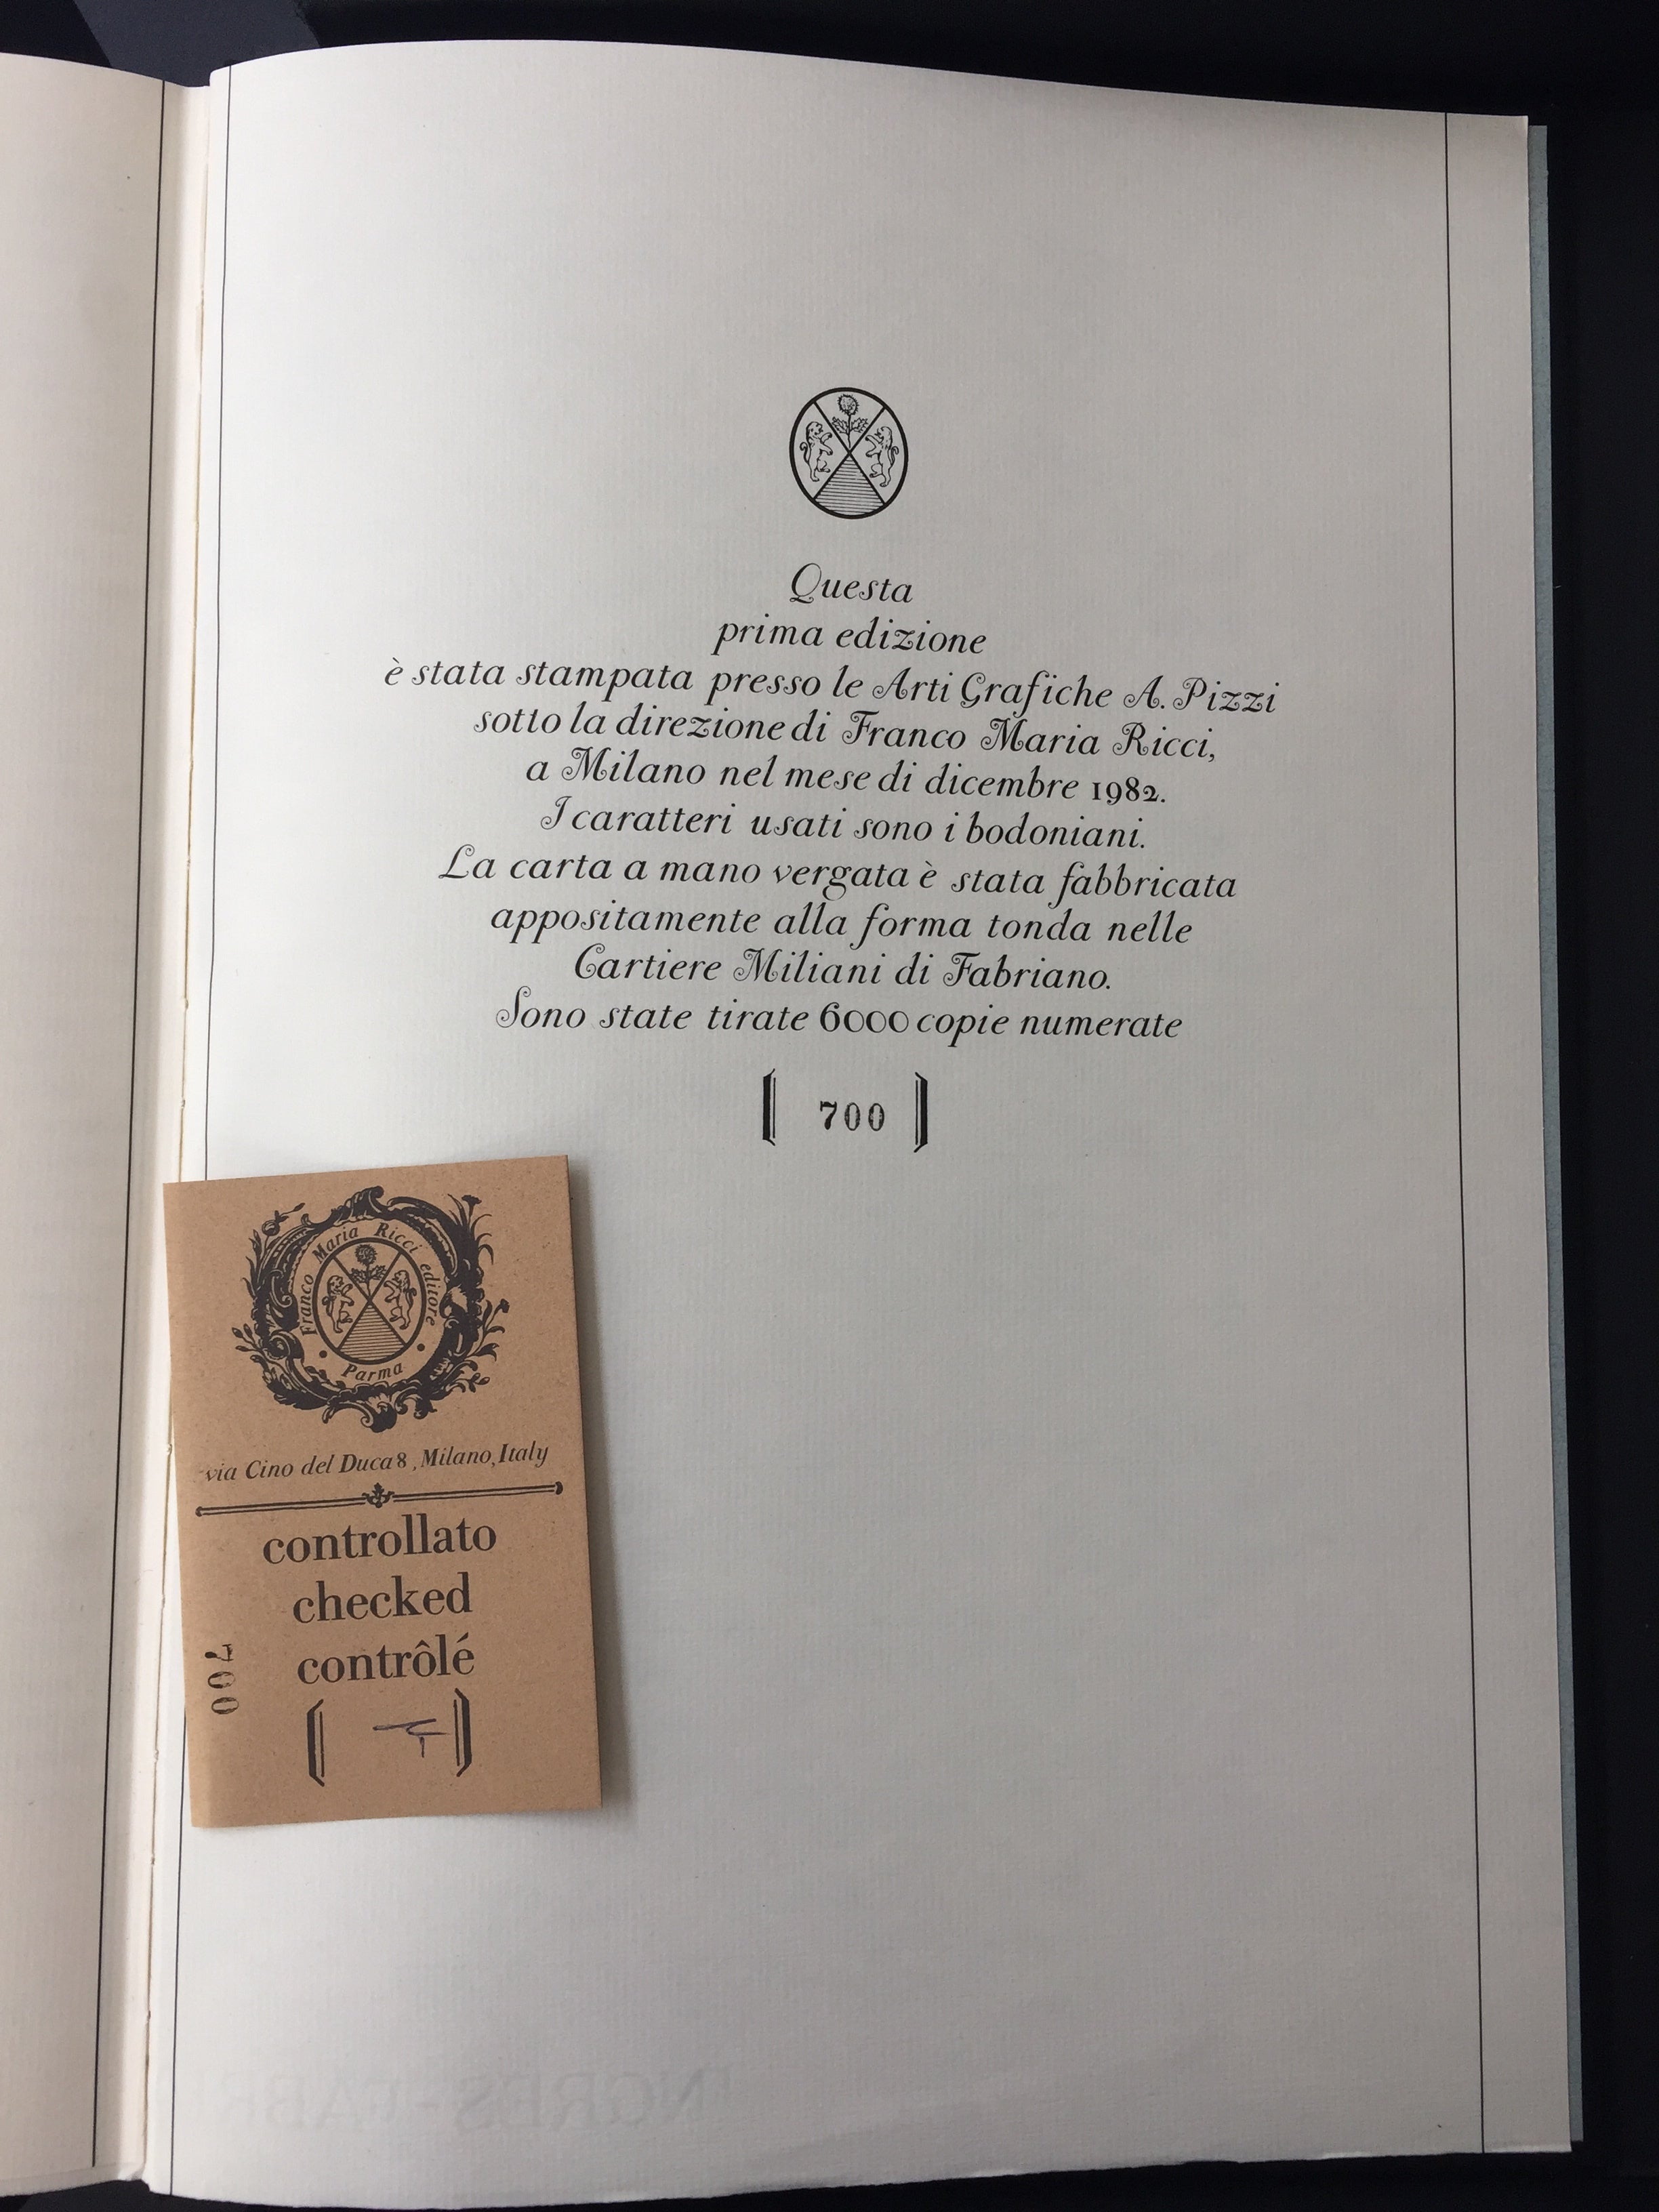 Questa
prima edizione
è stata stampata presso le Arti Grafiche A. Pizzi
sotto la direzione di Franco Maria Ricci,
a Milano nel mese di dicembre 1982.
I caratteri usati sono i bodoniani.
La carta a mano vergata è stata fabbricata
appositamente alla forma tonda nelle
Cartiere Miliani di Fabriano.
Sono state tirate 6000 copie numerate
[ 700 ]
Franco Maria Ricci editore
• Parma •
via Cino del Duca 8, Milano, Italy
controllato
checked
contrôlé
700